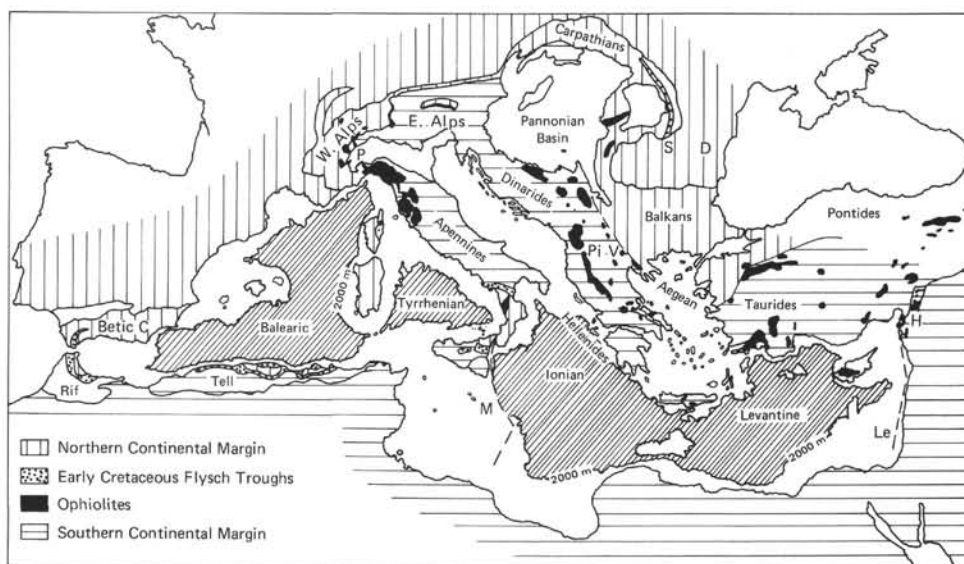 Carpathians
W. Alps
E. Alps
P
Pannonian
Basin
S
D
Dinarides
Balkans
Pontides
Apennines
Pi V
Aegean
Taurides
H
2000 m
Tyrrhenian
Betic C
Balearic
Hellenides
Rif
Tell
Ionian
M
Levantine
Le
2000 m
2000 m
Northern Continental Margin
Early Cretaceous Flysch Troughs
Ophiolites
Southern Continental Margin